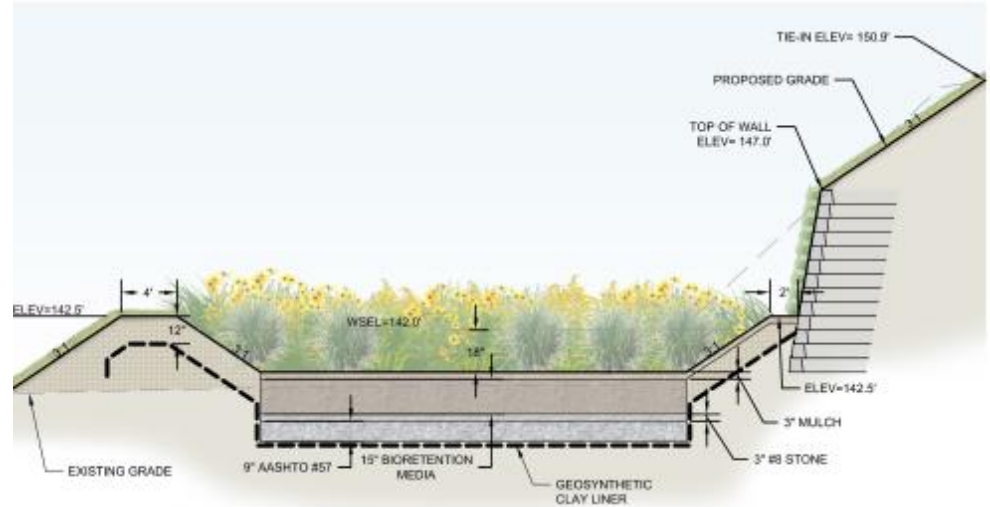 TIE-IN ELEV= 150.9'
PROPOSED GRADE
3:1
TOP OF WALL
ELEV= 147.0'
4'
2'
ELEV=142.5'
WSEL=142.0'
12"
3:1
3:1
18"
3:1
ELEV=142.5'
3" MULCH
EXISTING GRADE
9" AASHTO #57
15" BIORETENTION
MEDIA
3" #8 STONE
GEOSYNTHETIC
CLAY LINER